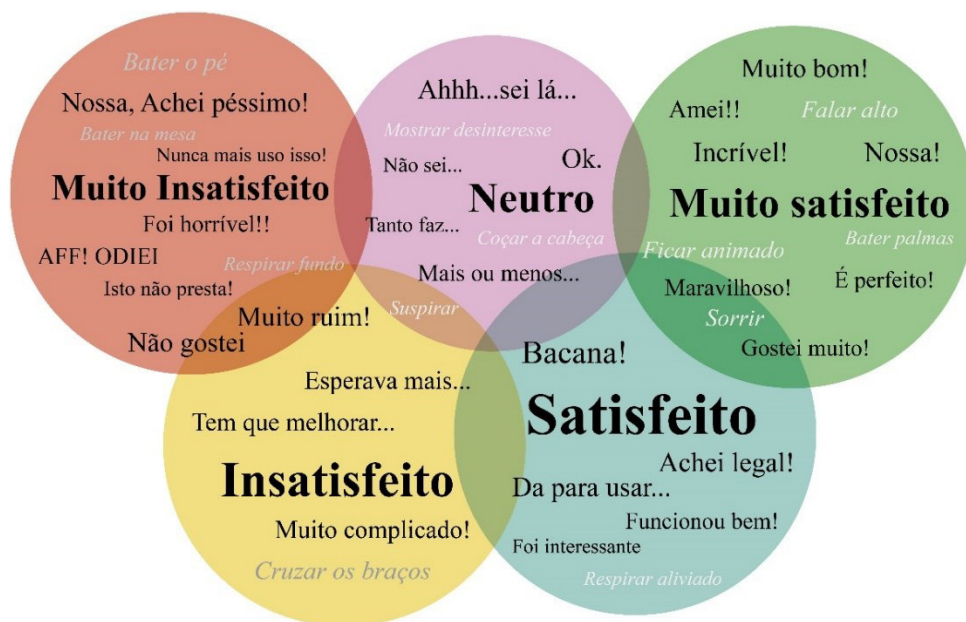 Bater o pé
Nossa, Achei péssimo!
Bater na mesa
Nunca mais uso isso!
Muito Insatisfeito
Foi horrível!!
AFF! ODIEI
Respirar fundo
Isto não presta!
Muito ruim!
Não gostei
Ahhh...sei lá...
Mostrar desinteresse
Não sei...
Ok.
Neutro
Tanto faz...
Coçar a cabeça
Mais ou menos...
Suspirar
Muito bom!
Amei!!
Falar alto
Incrível!
Nossa!
Muito satisfeito
Bater palmas
Ficar animado
É perfeito!
Maravilhoso!
Sorrir
Gostei muito!
Esperava mais...
Tem que melhorar...
Insatisfeito
Muito complicado!
Cruzar os braços
Bacana!
Satisfeito
Achei legal!
Da para usar...
Funcionou bem!
Foi interessante
Respirar aliviado